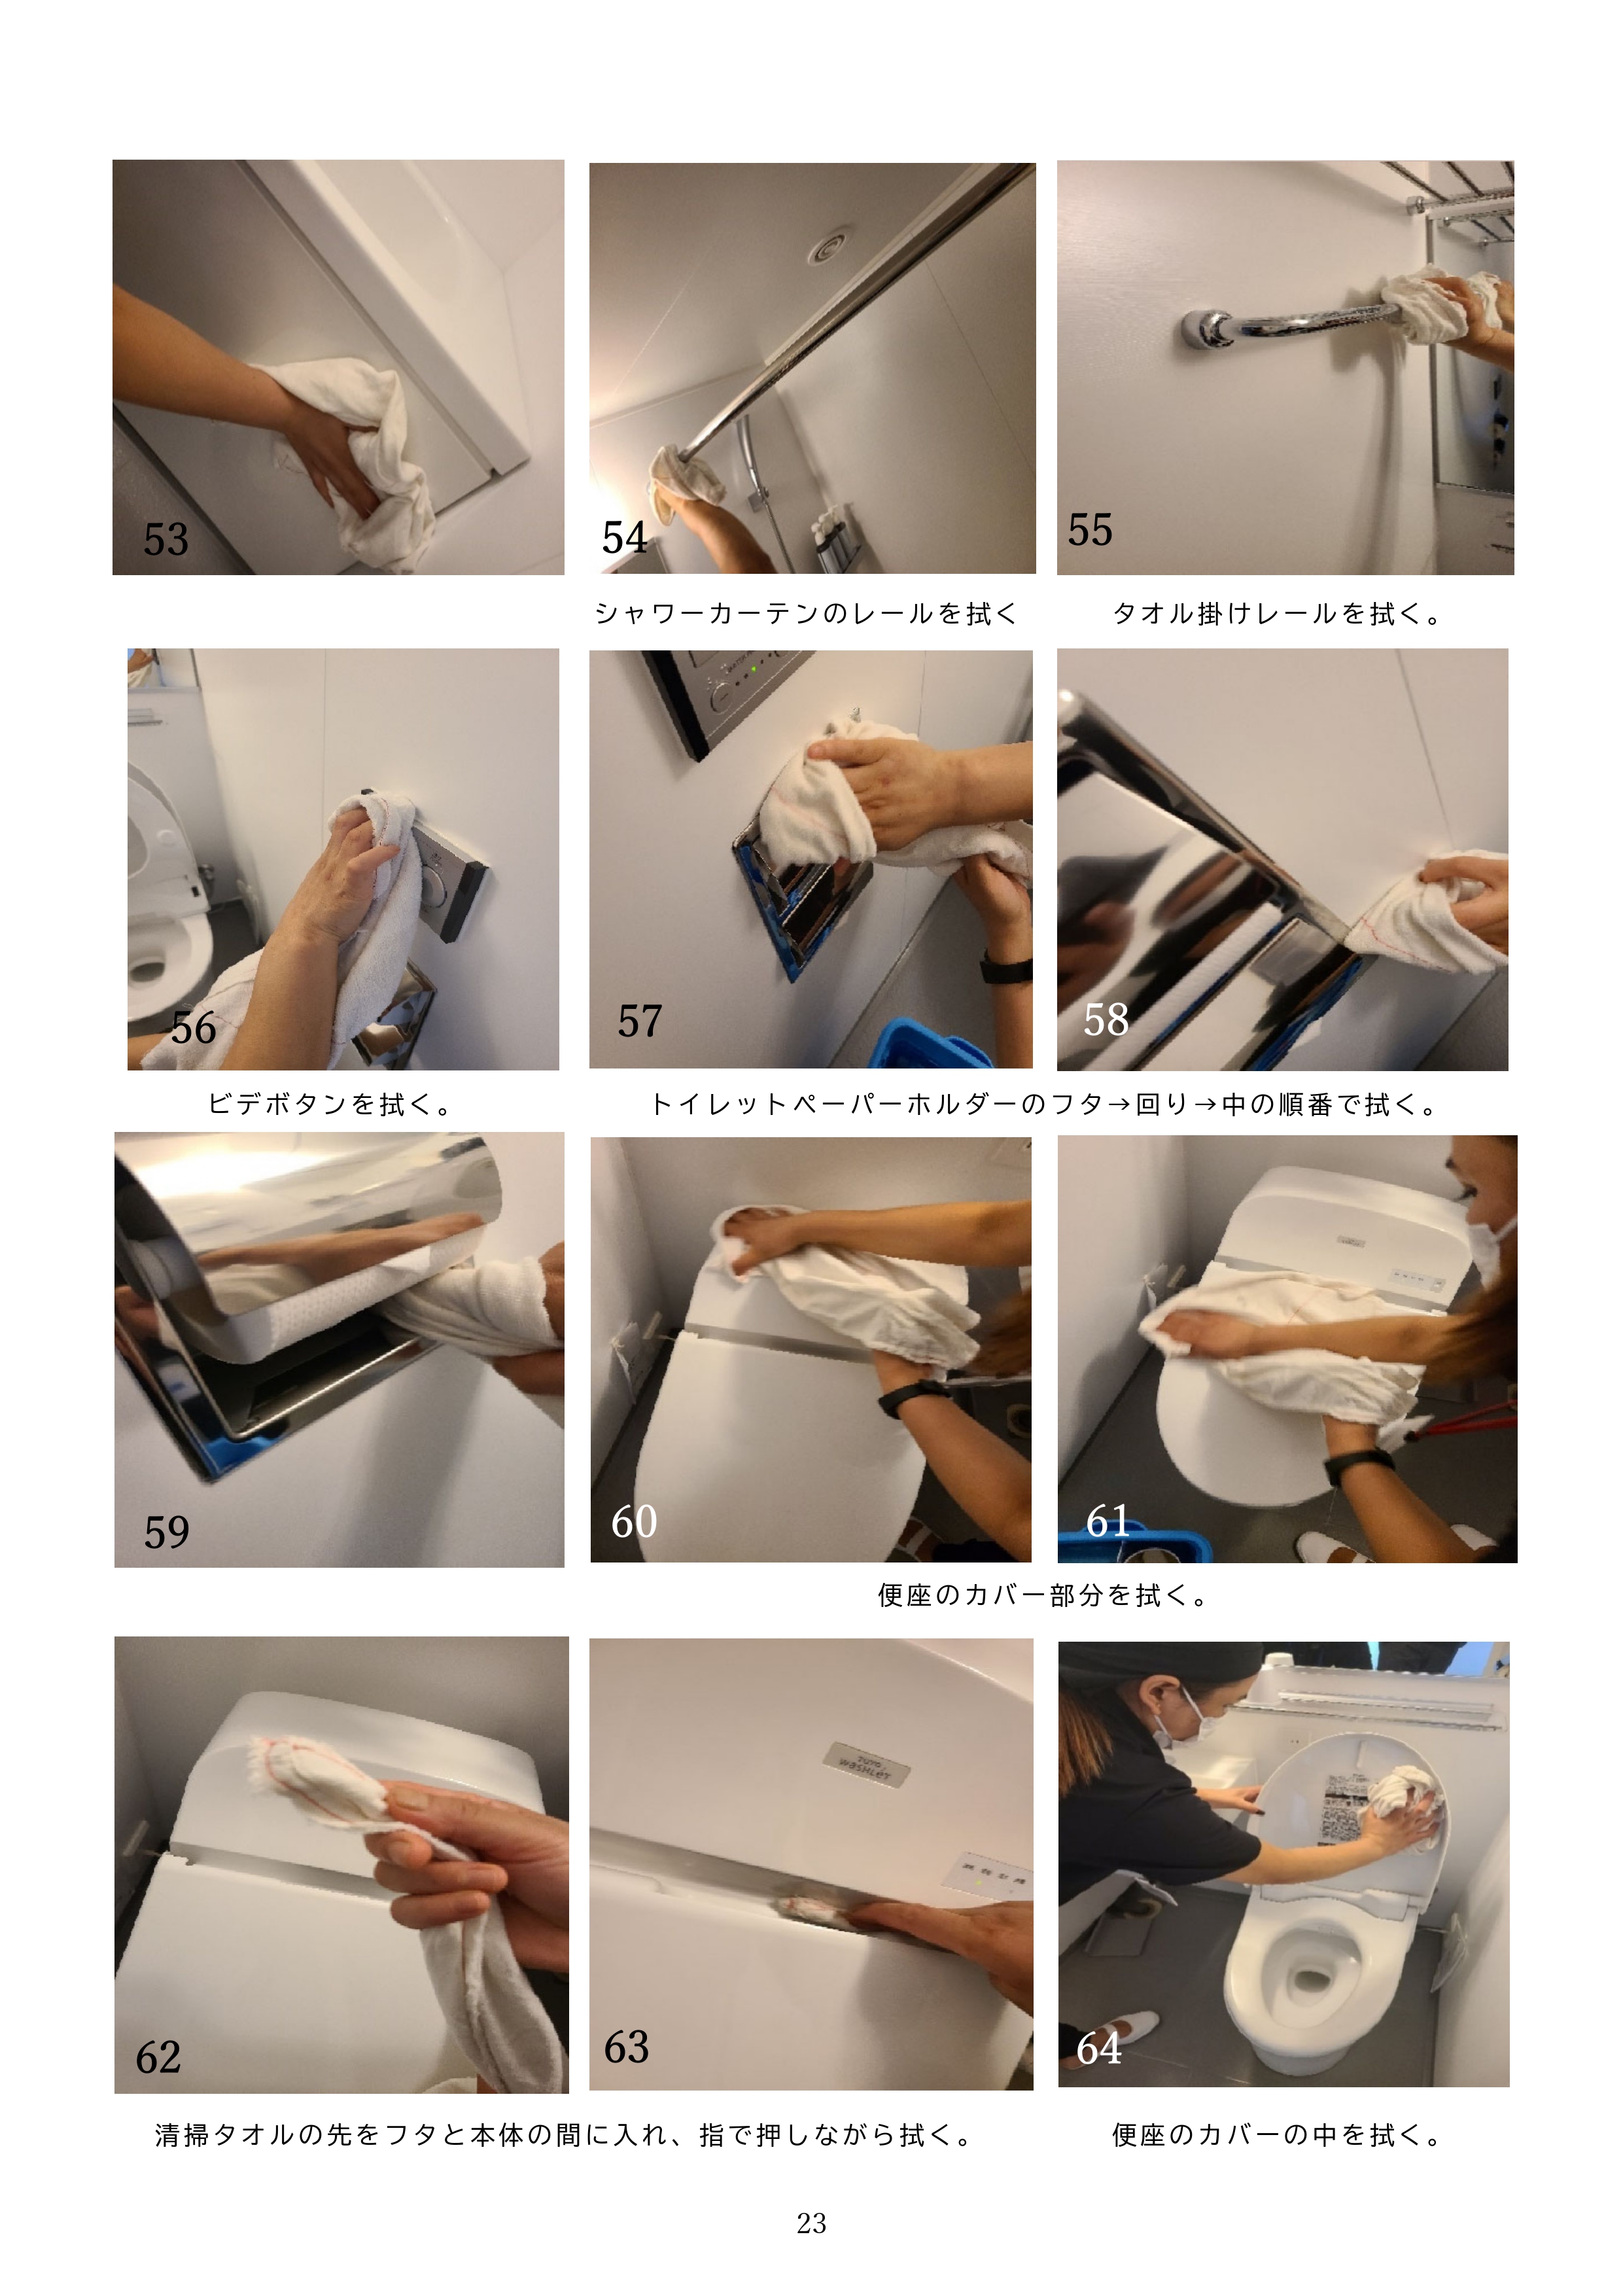 53
54
55
シャワーカーテンのレールを拭く
タオル掛けレールを拭く。
56
57
58
ビデボタンを拭く。
トイレットペーパーホルダーのフタ→回り→中の順番で拭く。
59
60
61
便座のカバー部分を拭く。
TOTO
WASHLET
62
63
64
清掃タオルの先をフタと本体の間に入れ、指で押しながら拭く。
便座のカバーの中を拭く。
23